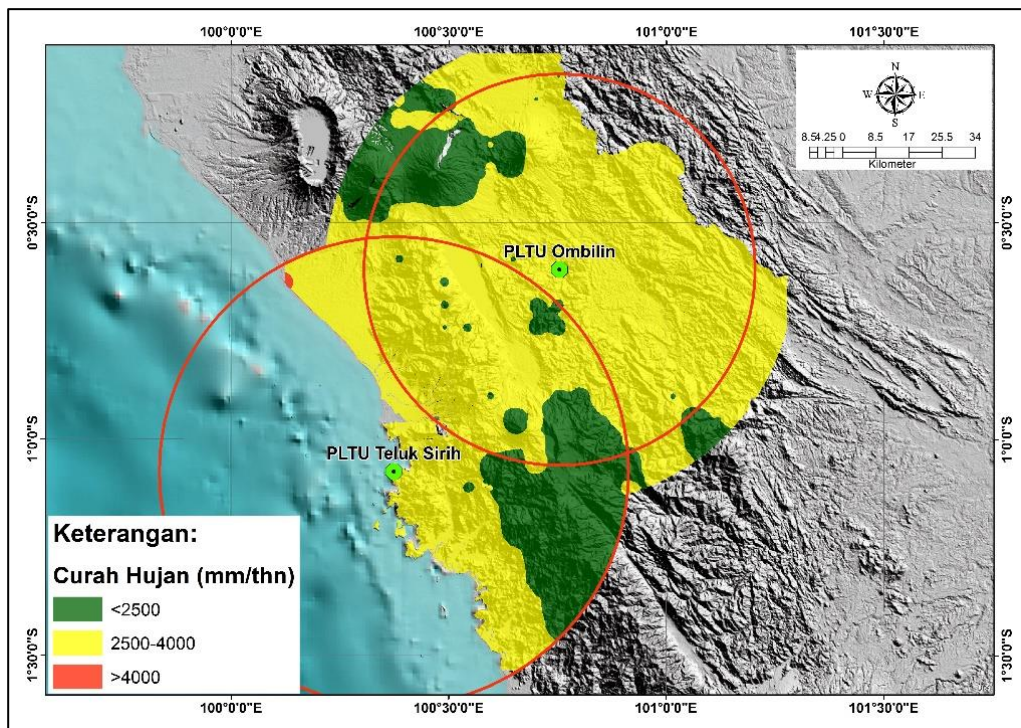 100°0'0"E 100°30'0"E 101°0'0"E 101°30'0"E
N
W E
S
8.54.25 0 8.5 17 25.5 34
Kilometer
0°30'0"S 0°30'0"S
PLTU Ombilin
1°0'0"S 1°0'0"S
PLTU Teluk Sirih
Keterangan:
Curah Hujan (mm/thn)
<2500
2500-4000
>4000
1°30'0"S 1°30'0"S
100°0'0"E 100°30'0"E 101°0'0"E 101°30'0"E